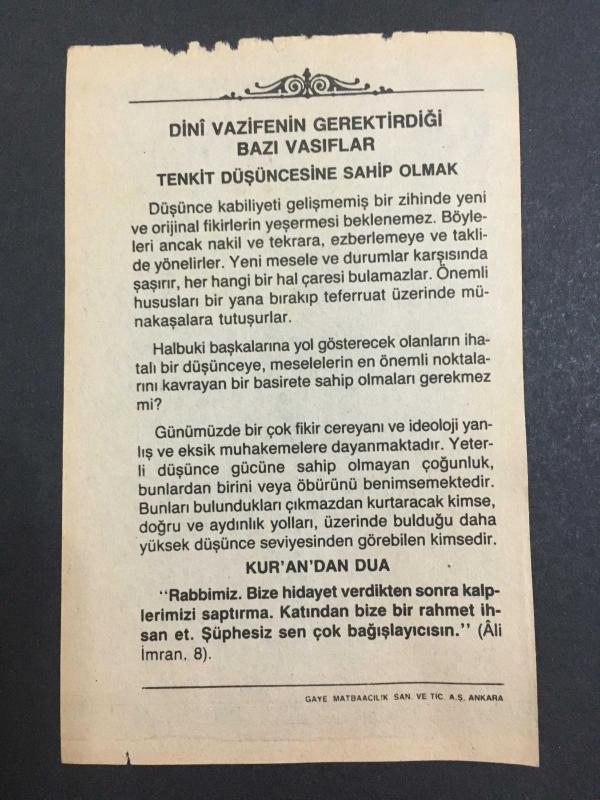 DİNÎ VAZİFENİN GEREKTİRDİĞİ
BAZI VASIFLAR
TENKİT DÜŞÜNCESİNE SAHİP OLMAK
Düşünce kabiliyeti gelişmemiş bir zihinde yeni
ve orijinal fikirlerin yeşermesi beklenemez. Böyle-
leri ancak nakil ve tekrara, ezberlemeye ve takli-
de yönelirler. Yeni mesele ve durumlar karşısında
şaşırır, her hangi bir hal çaresi bulamazlar. Önemli
hususları bir yana bırakıp teferruat üzerinde mü-
nakaşalara tutuşurlar.
Halbuki başkalarına yol gösterecek olanların iha-
talı bir düşünceye, meselelerin en önemli noktala-
rını kavrayan bir basirete sahip olmaları gerekmez
mi?
Günümüzde bir çok fikir cereyanı ve ideoloji yan-
lış ve eksik muhakemelere dayanmaktadır. Yeter-
li düşünce gücüne sahip olmayan çoğunluk,
bunlardan birini veya öbürünü benimsemektedir.
Bunları bulundukları çıkmazdan kurtaracak kimse,
doğru ve aydınlık yolları, üzerinde bulduğu daha
yüksek düşünce seviyesinden görebilen kimsedir.
KUR'AN'DAN DUA
"Rabbimiz. Bize hidayet verdikten sonra kalp-
lerimizi saptırma. Katından bize bir rahmet ih-
san et. Şüphesiz sen çok bağışlayıcısın." (Âli
İmran, 8).
GAYE MATBAACILIK SAN. VE TİC. A.Ş. ANKARA